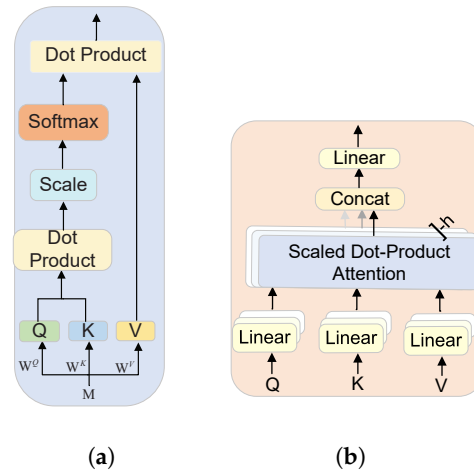 Dot Product
Softmax
Scale
Dot
Product
Q K V
W^Q W^K W^V
M
(a)
Linear
Concat
h
Scaled Dot-Product
Attention
Linear Linear Linear
Q K V
(b)